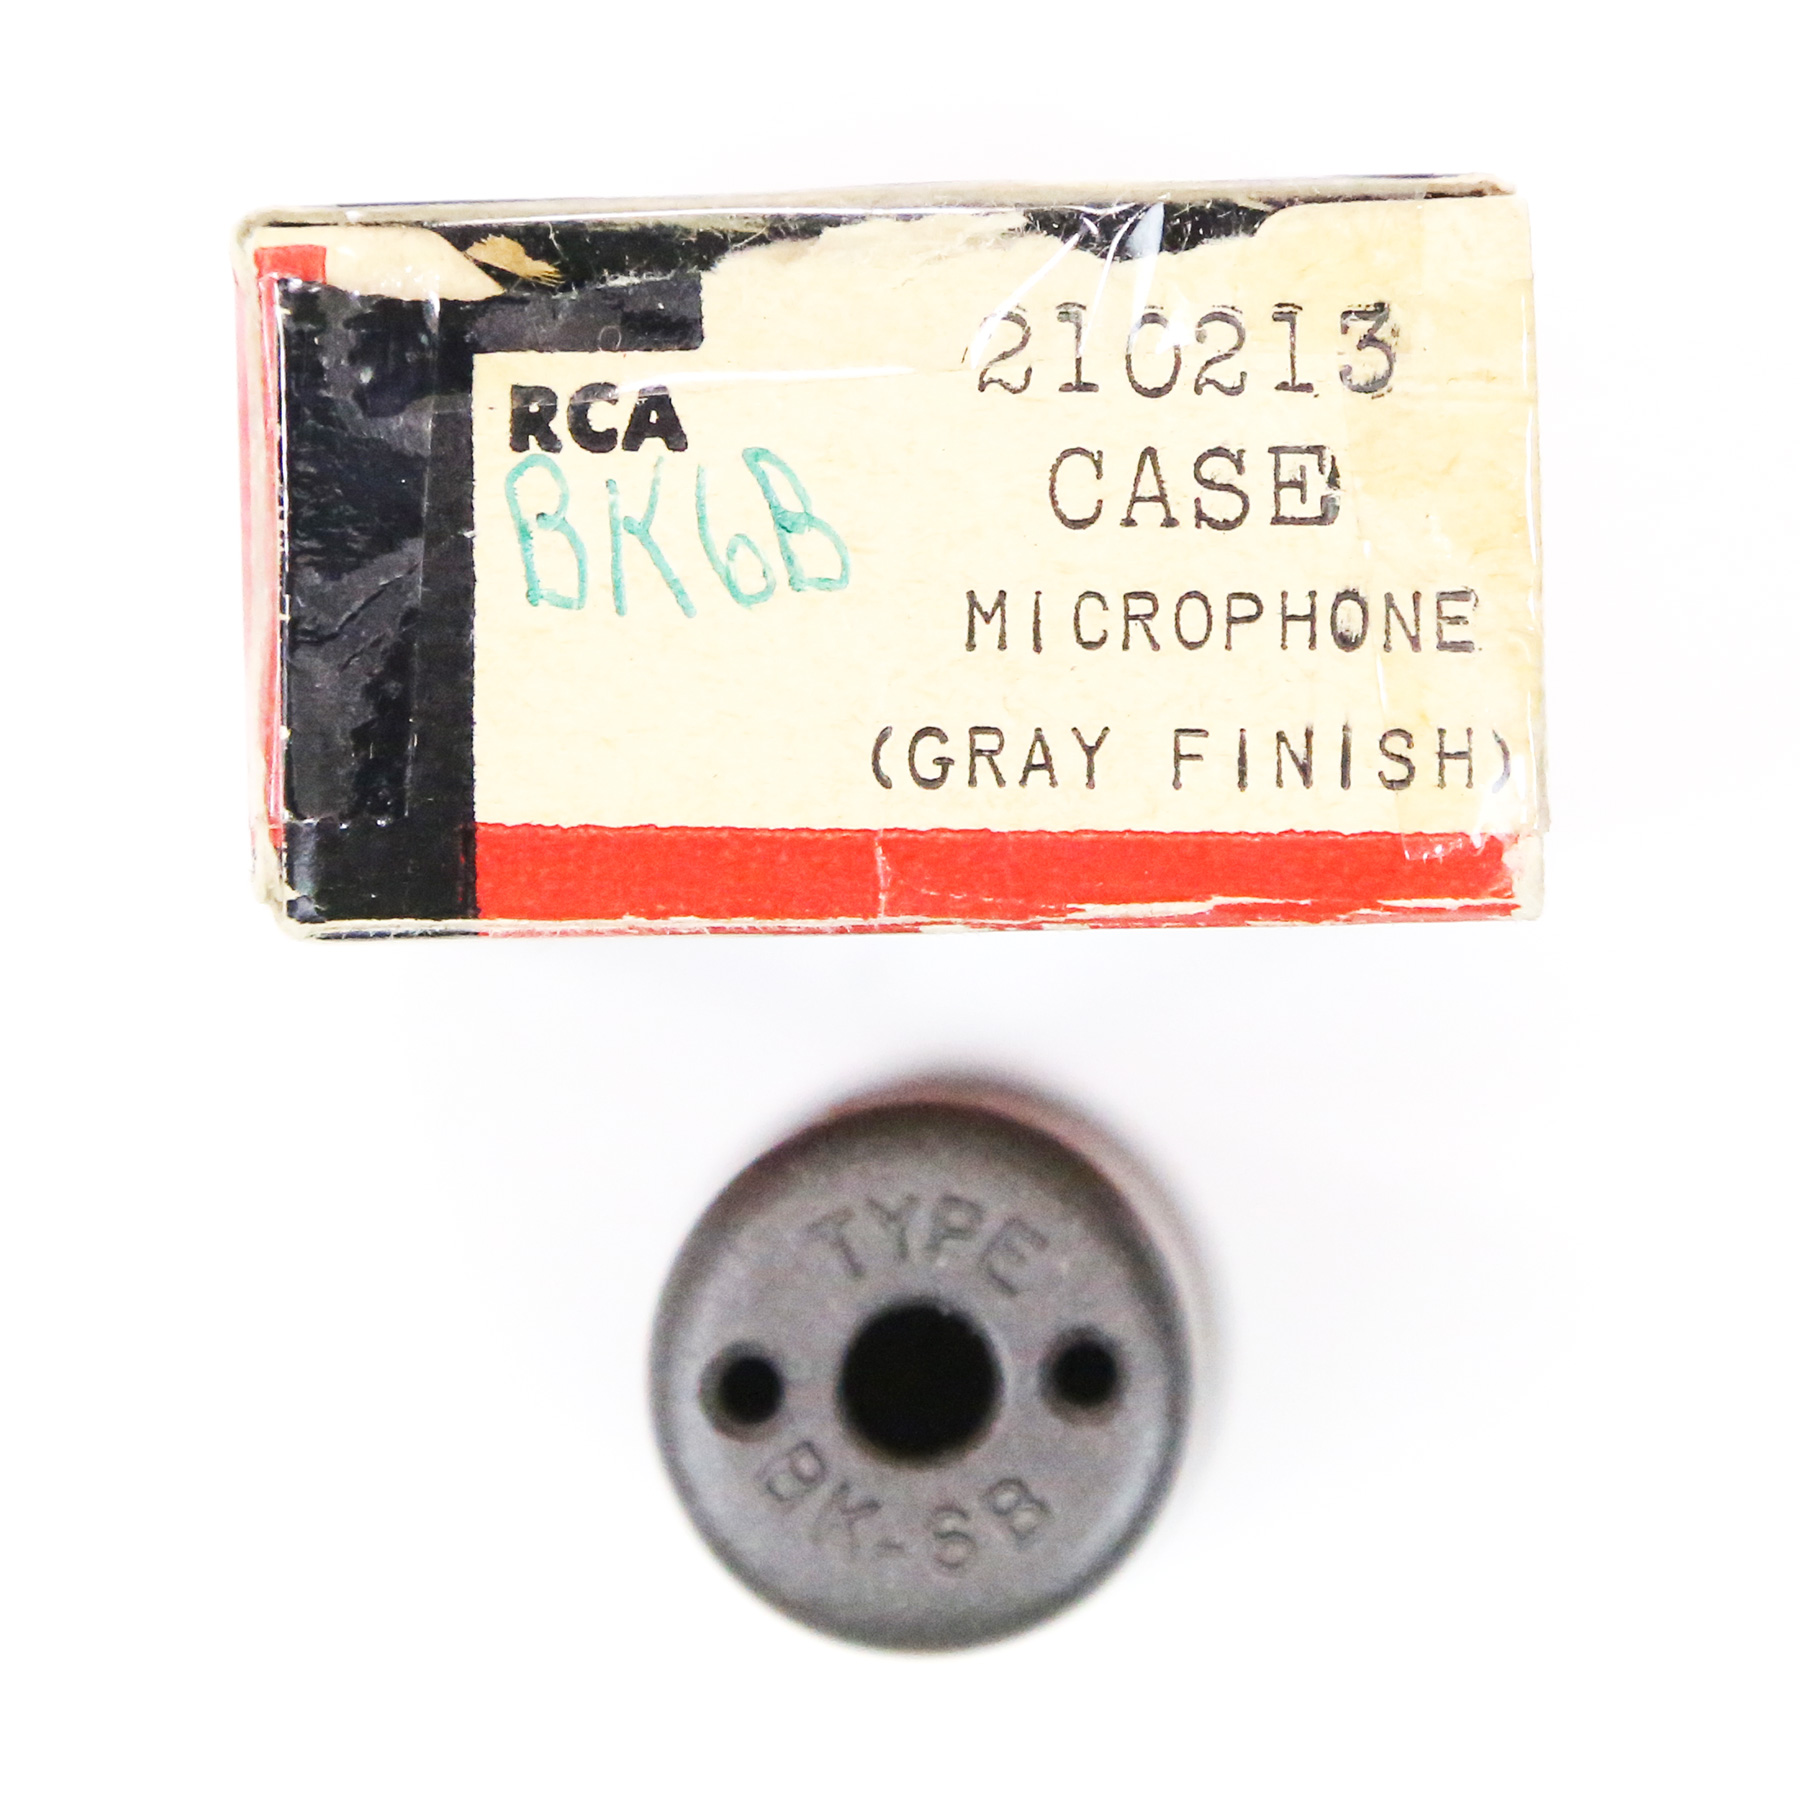 210213
RCA
CASE
BK6B
MICROPHONE
(GRAY FINISH)
TYPE
BK-6B